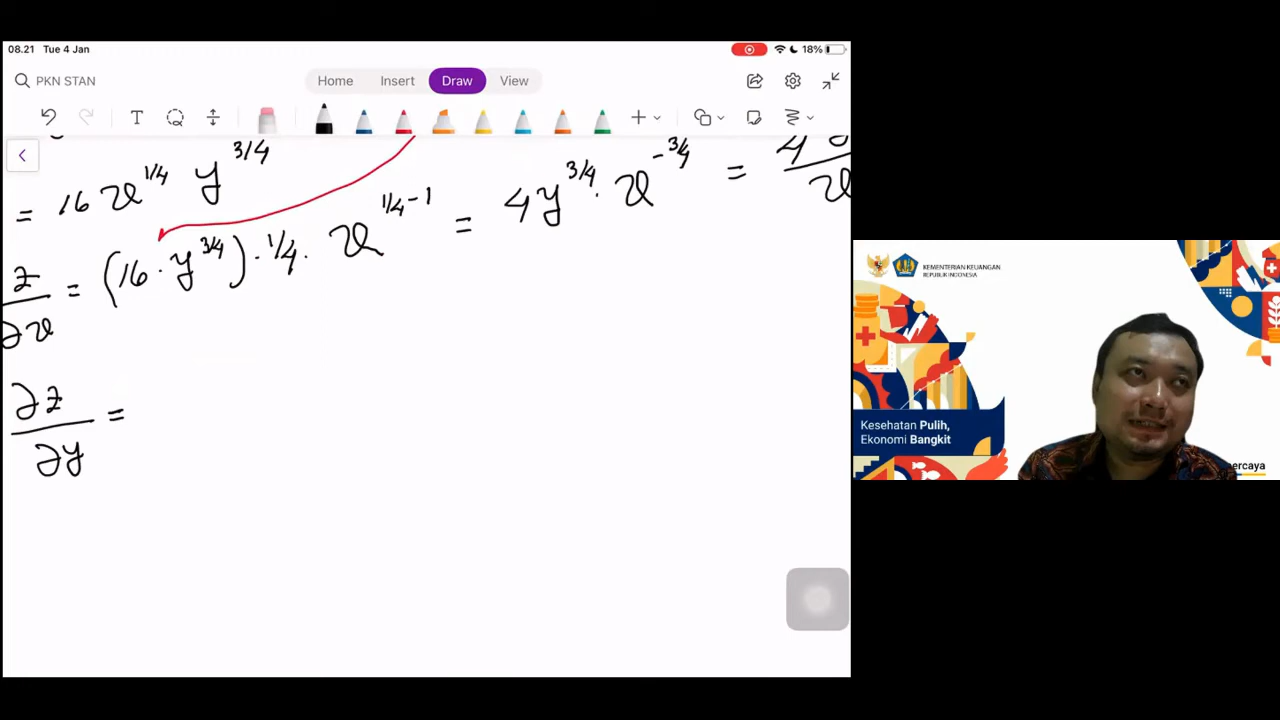 08.21 Tue 4 Jan
18%
PKN STAN
Home Insert Draw View
= 16 x^{1/4} y^{3/4}
∂z/∂x = (16 · y^{3/4}) · 1/4 · x^{1/4 - 1} = 4y^{3/4} · x^{-3/4} =
∂z/∂y =
KEMENTERIAN KEUANGAN
REPUBLIK INDONESIA
Kesehatan Pulih,
Ekonomi Bangkit